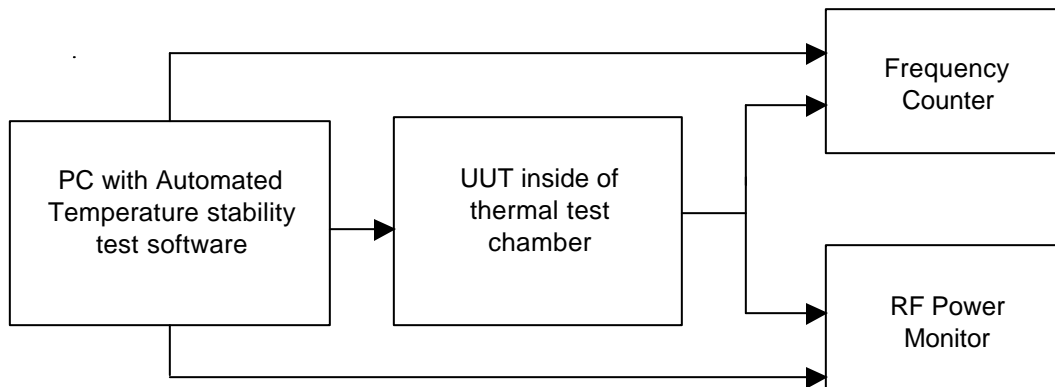 PC with Automated
Temperature stability
test software
UUT inside of
thermal test
chamber
Frequency
Counter
RF Power
Monitor